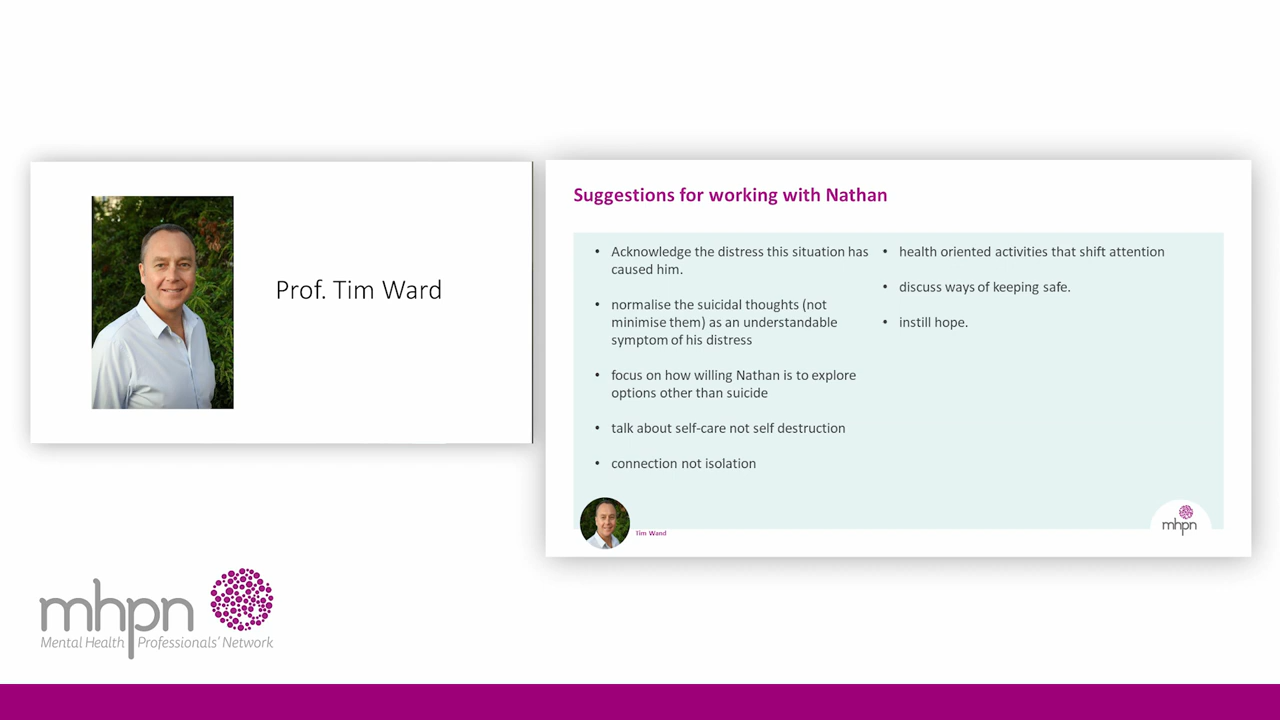 Prof. Tim Ward
Suggestions for working with Nathan
• Acknowledge the distress this situation has
caused him.
• normalise the suicidal thoughts (not
minimise them) as an understandable
symptom of his distress
• focus on how willing Nathan is to explore
options other than suicide
• talk about self-care not self destruction
• connection not isolation
• health oriented activities that shift attention
• discuss ways of keeping safe.
• instill hope.
Tim Wand
mhpn
mhpn
Mental Health Professionals' Network